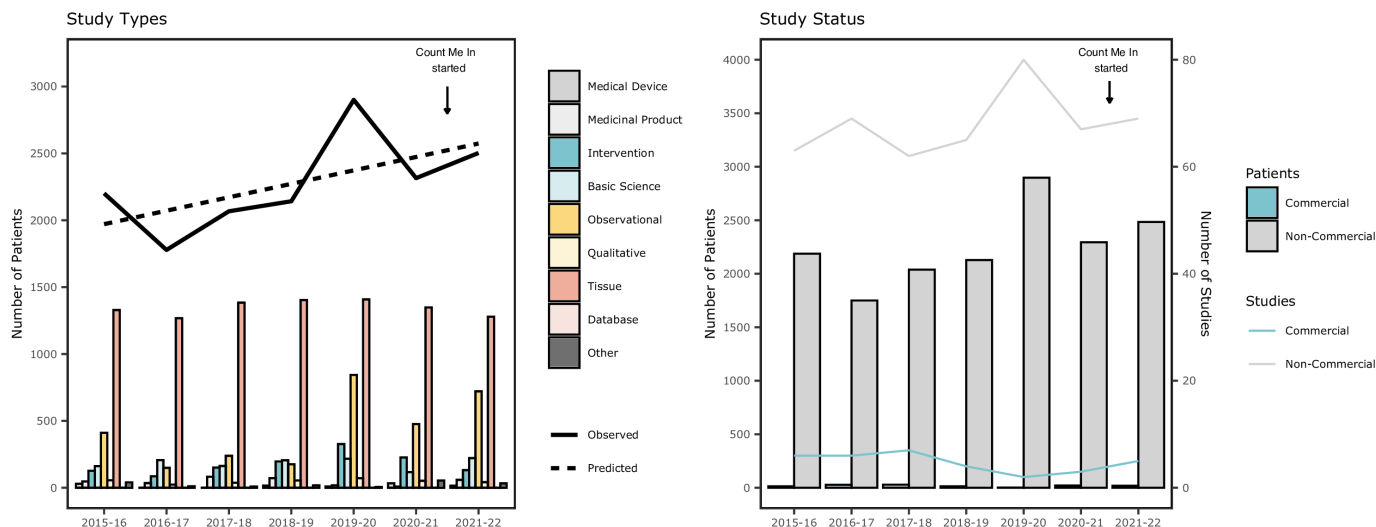 Study Types
Number of Patients
3000
2500
2000
1500
1000
500
0
Count Me In
started
2015-16
2016-17
2017-18
2018-19
2019-20
2020-21
2021-22
Medical Device
Medicinal Product
Intervention
Basic Science
Observational
Qualitative
Tissue
Database
Other
Observed
Predicted
Study Status
Number of Patients
4000
3500
3000
2500
2000
1500
1000
500
0
Count Me In
started
2015-16
2016-17
2017-18
2018-19
2019-20
2020-21
2021-22
80
60
40
20
0
Number of Studies
Patients
Commercial
Non-Commercial
Studies
Commercial
Non-Commercial